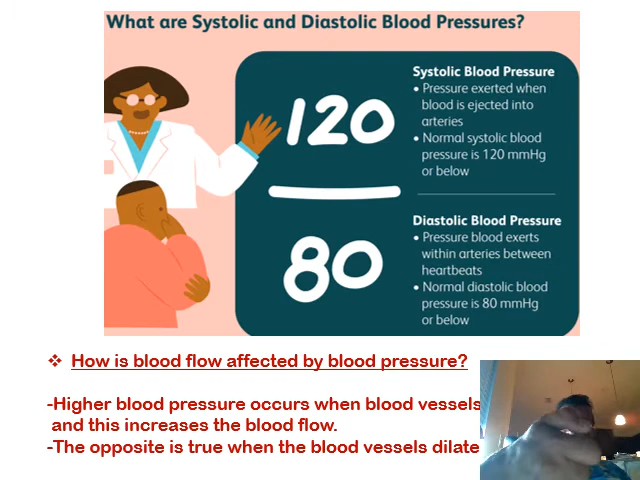 What are Systolic and Diastolic Blood Pressures?
120
80
Systolic Blood Pressure
• Pressure exerted when
blood is ejected into
arteries
• Normal systolic blood
pressure is 120 mmHg
or below
Diastolic Blood Pressure
• Pressure blood exerts
within arteries between
heartbeats
• Normal diastolic blood
pressure is 80 mmHg
or below
❖ How is blood flow affected by blood pressure?
-Higher blood pressure occurs when blood vessels
and this increases the blood flow.
-The opposite is true when the blood vessels dilate